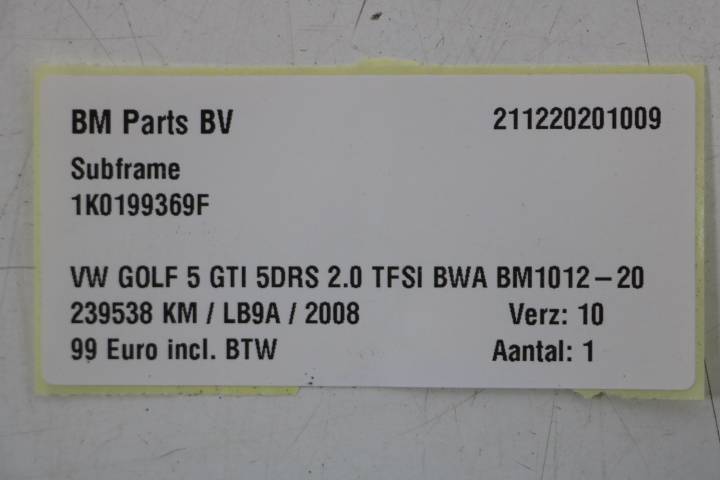 BM Parts BV 211220201009
Subframe
1K0199369F
VW GOLF 5 GTI 5DRS 2.0 TFSI BWA BM1012-20
239538 KM / LB9A / 2008 Verz: 10
99 Euro incl. BTW Aantal: 1